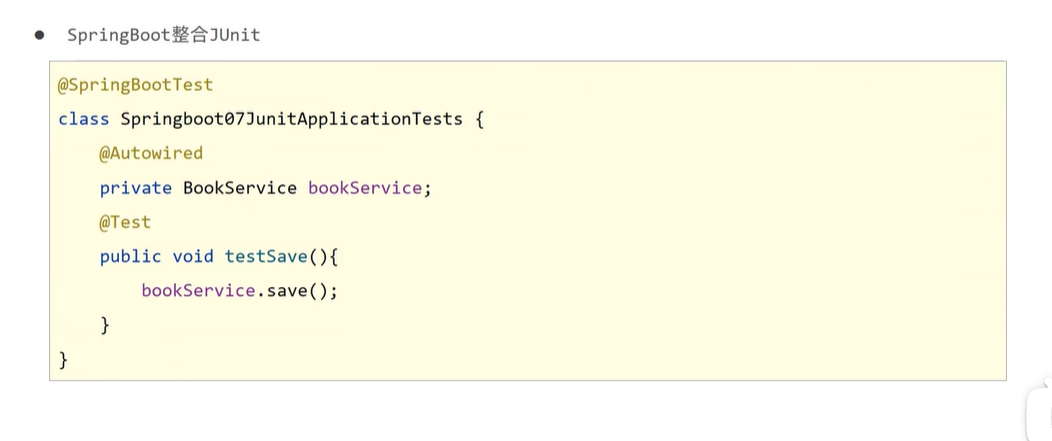 ● SpringBoot整合JUnit
@SpringBootTest
class Springboot07JunitApplicationTests {
    @Autowired
    private BookService bookService;
    @Test
    public void testSave(){
        bookService.save();
    }
}